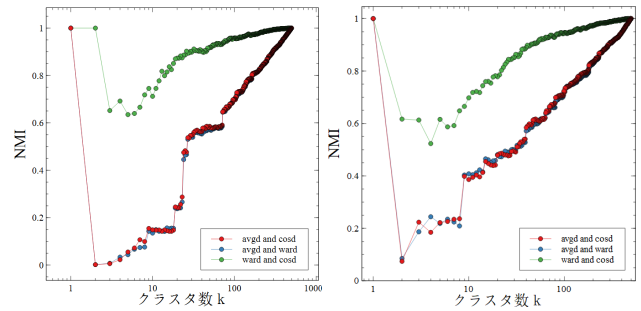 NMI
1
0.8
0.6
0.4
0.2
0
1
10
100
1000
クラスタ数 k
avgd and cosd
avgd and ward
ward and cosd
NMI
1
0.8
0.6
0.4
0.2
0
1
10
100
クラスタ数 k
avgd and cosd
avgd and ward
ward and cosd